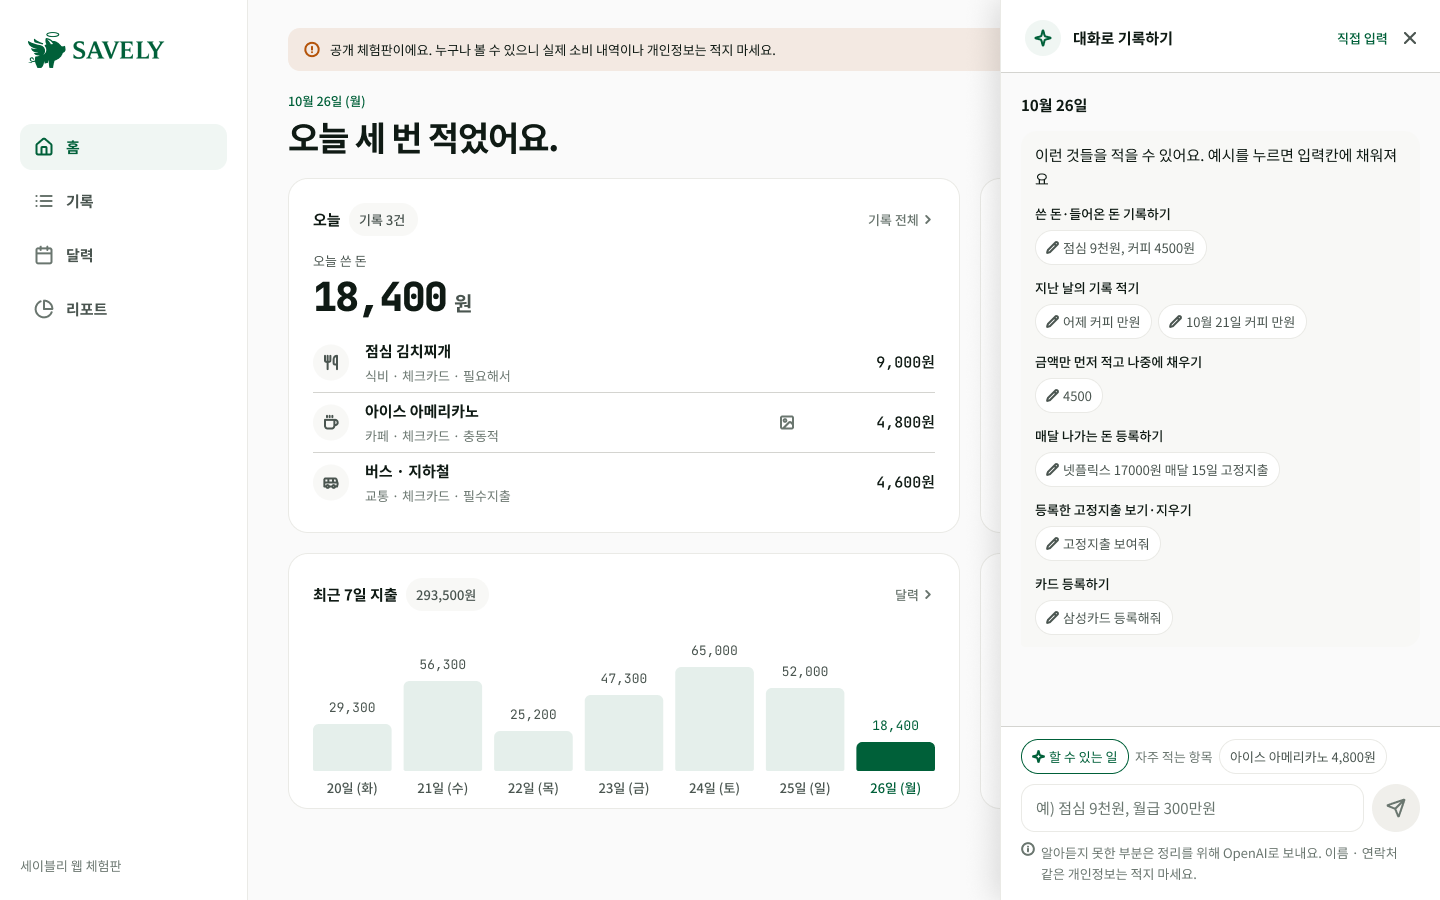 SAVELY
홈
기록
달력
리포트
세이블리 웹 체험판
공개 체험판이에요. 누구나 볼 수 있으니 실제 소비 내역이나 개인정보는 적지 마세요.
10월 26일 (월)
오늘 세 번 적었어요.
오늘
기록 3건
기록 전체
오늘 쓴 돈
18,400 원
점심 김치찌개
식비 · 체크카드 · 필요해서
9,000원
아이스 아메리카노
카페 · 체크카드 · 충동적
4,800원
버스 · 지하철
교통 · 체크카드 · 필수지출
4,600원
최근 7일 지출
293,500원
달력
29,300
56,300
25,200
47,300
65,000
52,000
18,400
20일 (화)
21일 (수)
22일 (목)
23일 (금)
24일 (토)
25일 (일)
26일 (월)
대화로 기록하기
직접 입력
10월 26일
이런 것들을 적을 수 있어요. 예시를 누르면 입력칸에 채워져
요
쓴 돈·들어온 돈 기록하기
점심 9천원, 커피 4500원
지난 날의 기록 적기
어제 커피 만원
10월 21일 커피 만원
금액만 먼저 적고 나중에 채우기
4500
매달 나가는 돈 등록하기
넷플릭스 17000원 매달 15일 고정지출
등록한 고정지출 보기·지우기
고정지출 보여줘
카드 등록하기
삼성카드 등록해줘
할 수 있는 일
자주 적는 항목
아이스 아메리카노 4,800원
예) 점심 9천원, 월급 300만원
알아듣지 못한 부분은 정리를 위해 OpenAI로 보내요. 이름 · 연락처
같은 개인정보는 적지 마세요.